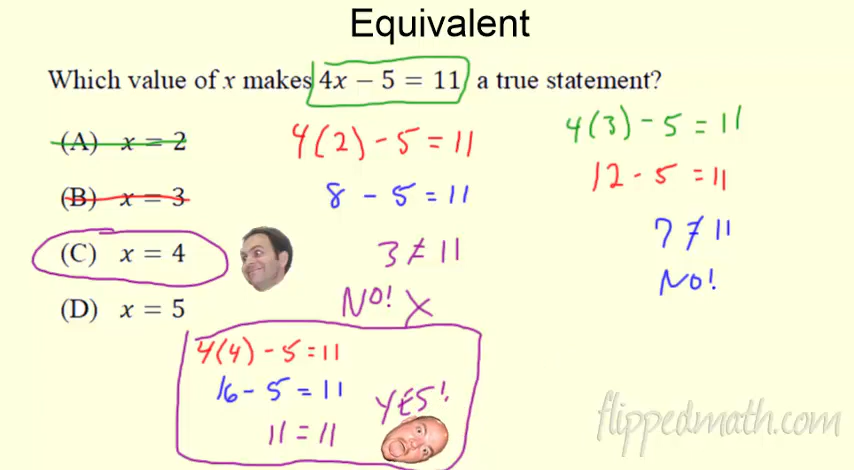 Equivalent
Which value of x makes 4x − 5 = 11 a true statement?
(A) x = 2
(B) x = 3
(C) x = 4
(D) x = 5
4(2) - 5 = 11
8 - 5 = 11
3 ≠ 11
NO! X
4(3) - 5 = 11
12 - 5 = 11
7 ≠ 11
NO!
4(4) - 5 = 11
16 - 5 = 11
11 = 11
YES!
flippedmath.com